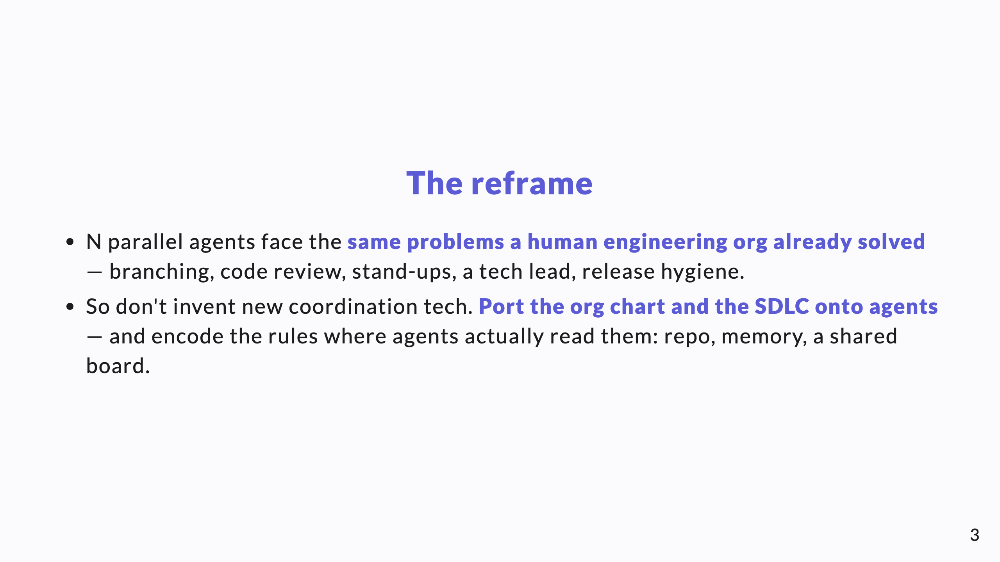 The reframe
• N parallel agents face the same problems a human engineering org already solved
— branching, code review, stand-ups, a tech lead, release hygiene.
• So don't invent new coordination tech. Port the org chart and the SDLC onto agents
— and encode the rules where agents actually read them: repo, memory, a shared
board.
3